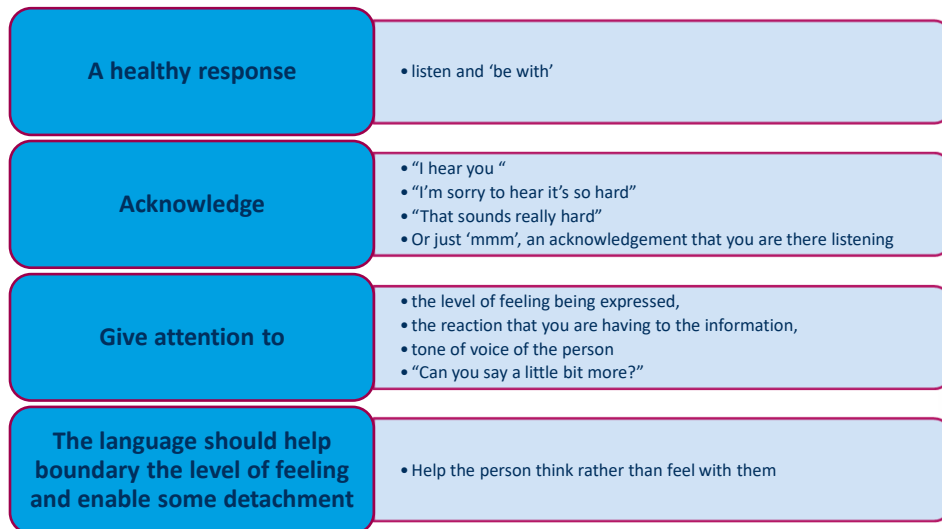 A healthy response
• listen and ‘be with’
Acknowledge
• “I hear you “
• “I’m sorry to hear it’s so hard”
• “That sounds really hard”
• Or just ‘mmm’, an acknowledgement that you are there listening
Give attention to
• the level of feeling being expressed,
• the reaction that you are having to the information,
• tone of voice of the person
• “Can you say a little bit more?”
The language should help
boundary the level of feeling
and enable some detachment
• Help the person think rather than feel with them